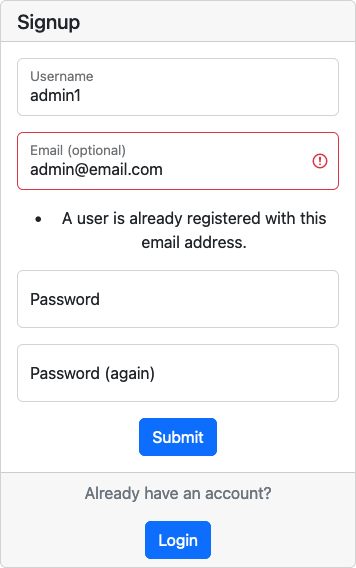 Signup
Username
admin1
Email (optional)
admin@email.com
A user is already registered with this
email address.
Password
Password (again)
Submit
Already have an account?
Login